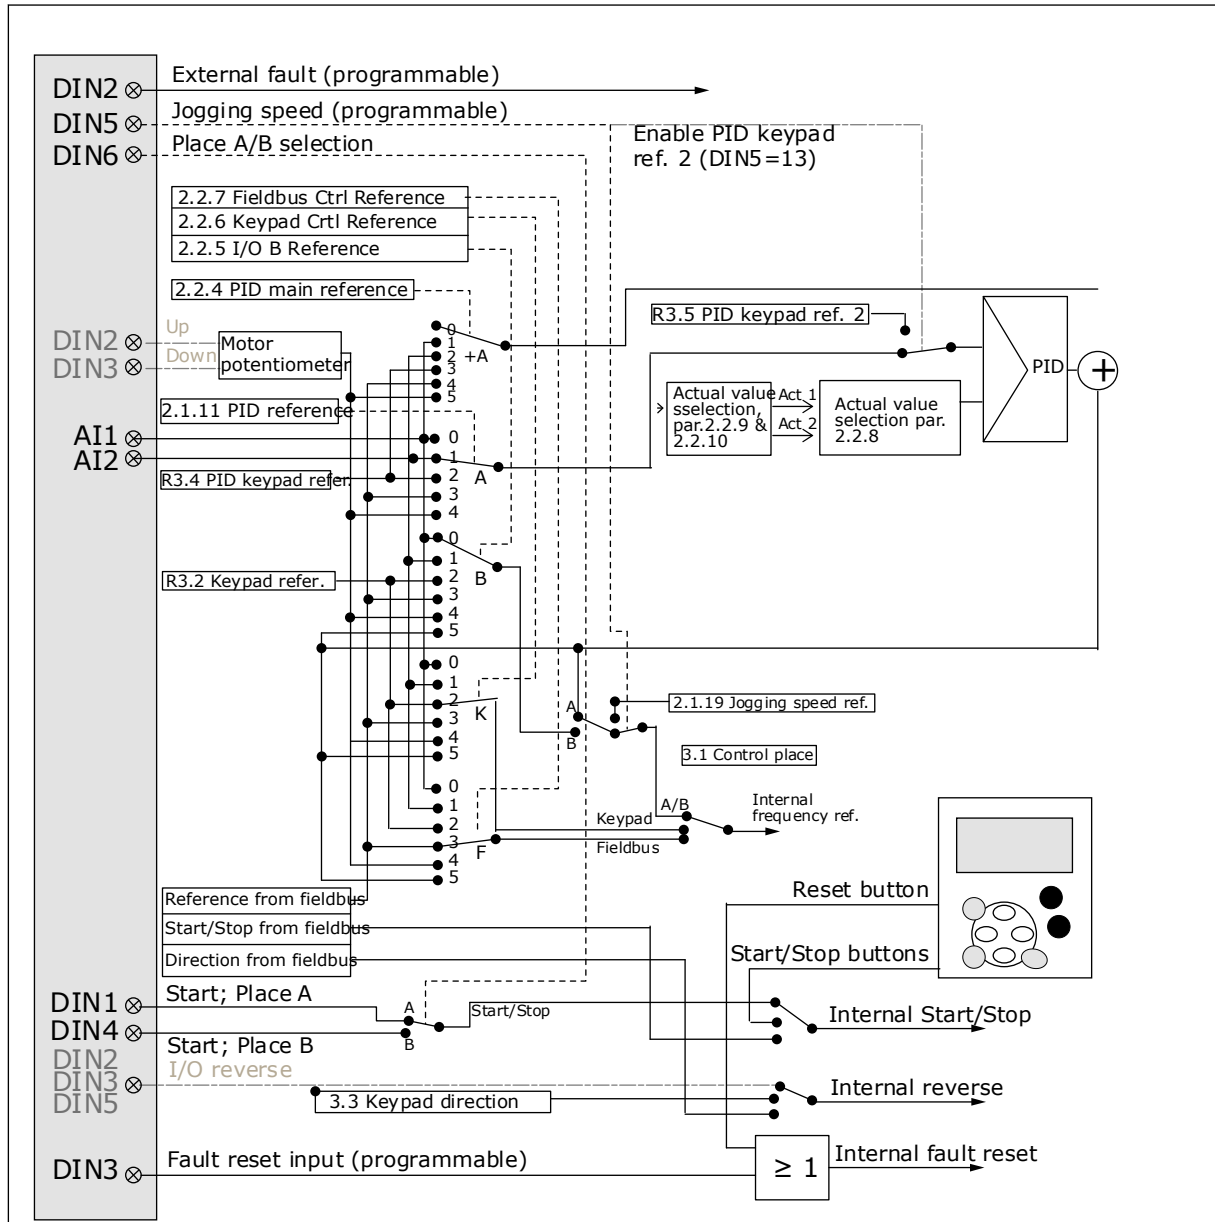 External fault (programmable)
DIN2
Jogging speed (programmable)
DIN5
Place A/B selection
DIN6
Enable PID keypad
ref. 2 (DIN5=13)
2.2.7 Fieldbus Ctrl Reference
2.2.6 Keypad Crtl Reference
2.2.5 I/O B Reference
2.2.4 PID main reference
R3.5 PID keypad ref. 2
DIN2
Up
DIN3
Down
Motor
potentiometer
0
1
2
3
4
5
+A
PID
+
Actual value
sselection,
par.2.2.9 &
2.2.10
Act 1
Act 2
Actual value
selection par.
2.2.8
2.1.11 PID reference
AI1
AI2
R3.4 PID keypad refer.
0
1
2
3
4
A
R3.2 Keypad refer.
0
1
2
3
4
5
B
0
1
2
3
4
5
K
A
B
2.1.19 Jogging speed ref.
3.1 Control place
0
1
2
3
4
5
F
A/B
Keypad
Fieldbus
Internal
frequency ref.
Reference from fieldbus
Start/Stop from fieldbus
Direction from fieldbus
Reset button
Start/Stop buttons
DIN1
Start; Place A
A
B
Start/Stop
Internal Start/Stop
DIN4
Start; Place B
DIN2
I/O reverse
DIN3
DIN5
3.3 Keypad direction
Internal reverse
DIN3
Fault reset input (programmable)
≥ 1
Internal fault reset